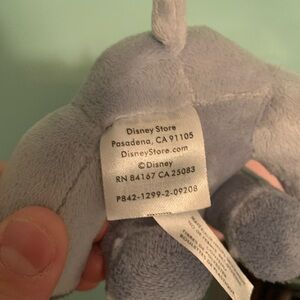 Disney Store
Pasadena, CA 91105
DisneyStore.com
©Disney
RN 84167 CA 25083
P842-1299-2-09208